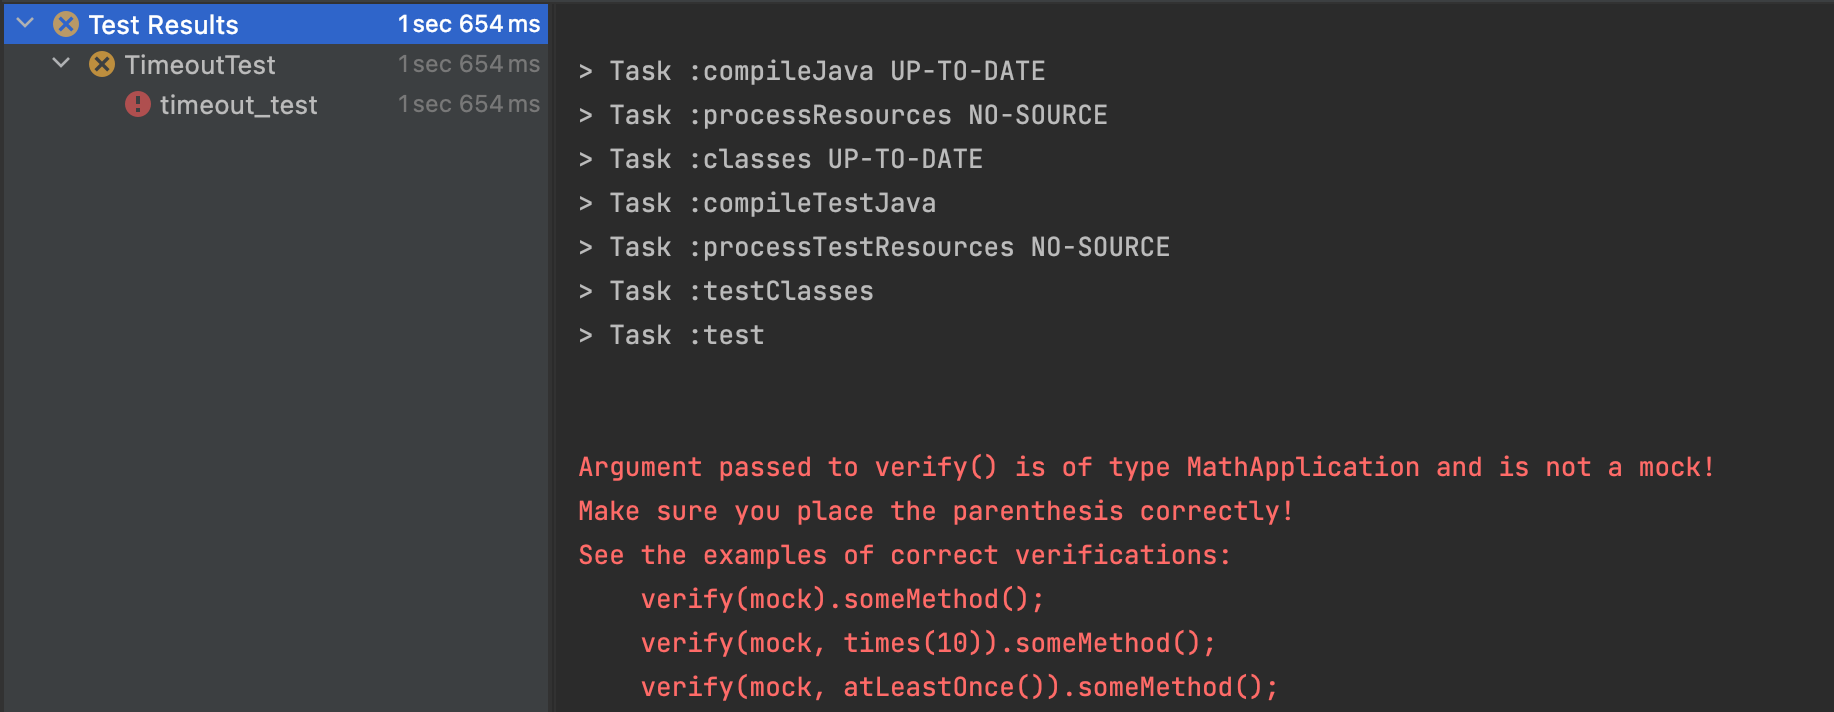 Test Results 1 sec 654 ms
TimeoutTest 1 sec 654 ms
timeout_test 1 sec 654 ms
> Task :compileJava UP-TO-DATE
> Task :processResources NO-SOURCE
> Task :classes UP-TO-DATE
> Task :compileTestJava
> Task :processTestResources NO-SOURCE
> Task :testClasses
> Task :test
Argument passed to verify() is of type MathApplication and is not a mock!
Make sure you place the parenthesis correctly!
See the examples of correct verifications:
    verify(mock).someMethod();
    verify(mock, times(10)).someMethod();
    verify(mock, atLeastOnce()).someMethod();